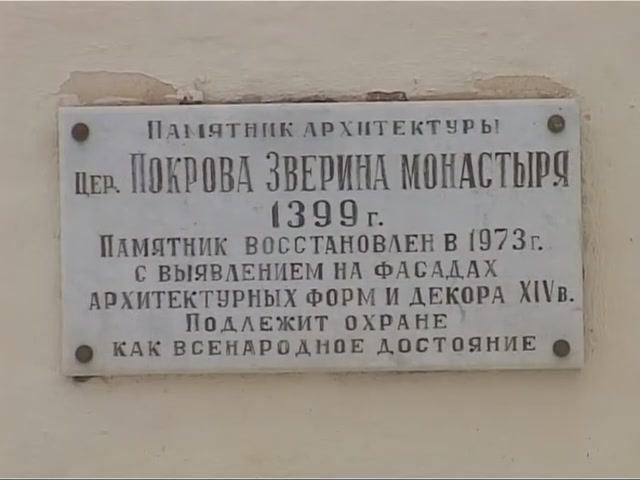 Памятник архитектуры
цер. Покрова Зверина монастыря
1399 г.
Памятник восстановлен в 1973 г.
с выявлением на фасадах
архитектурных форм и декора XIV в.
Подлежит охране
как всенародное достояние